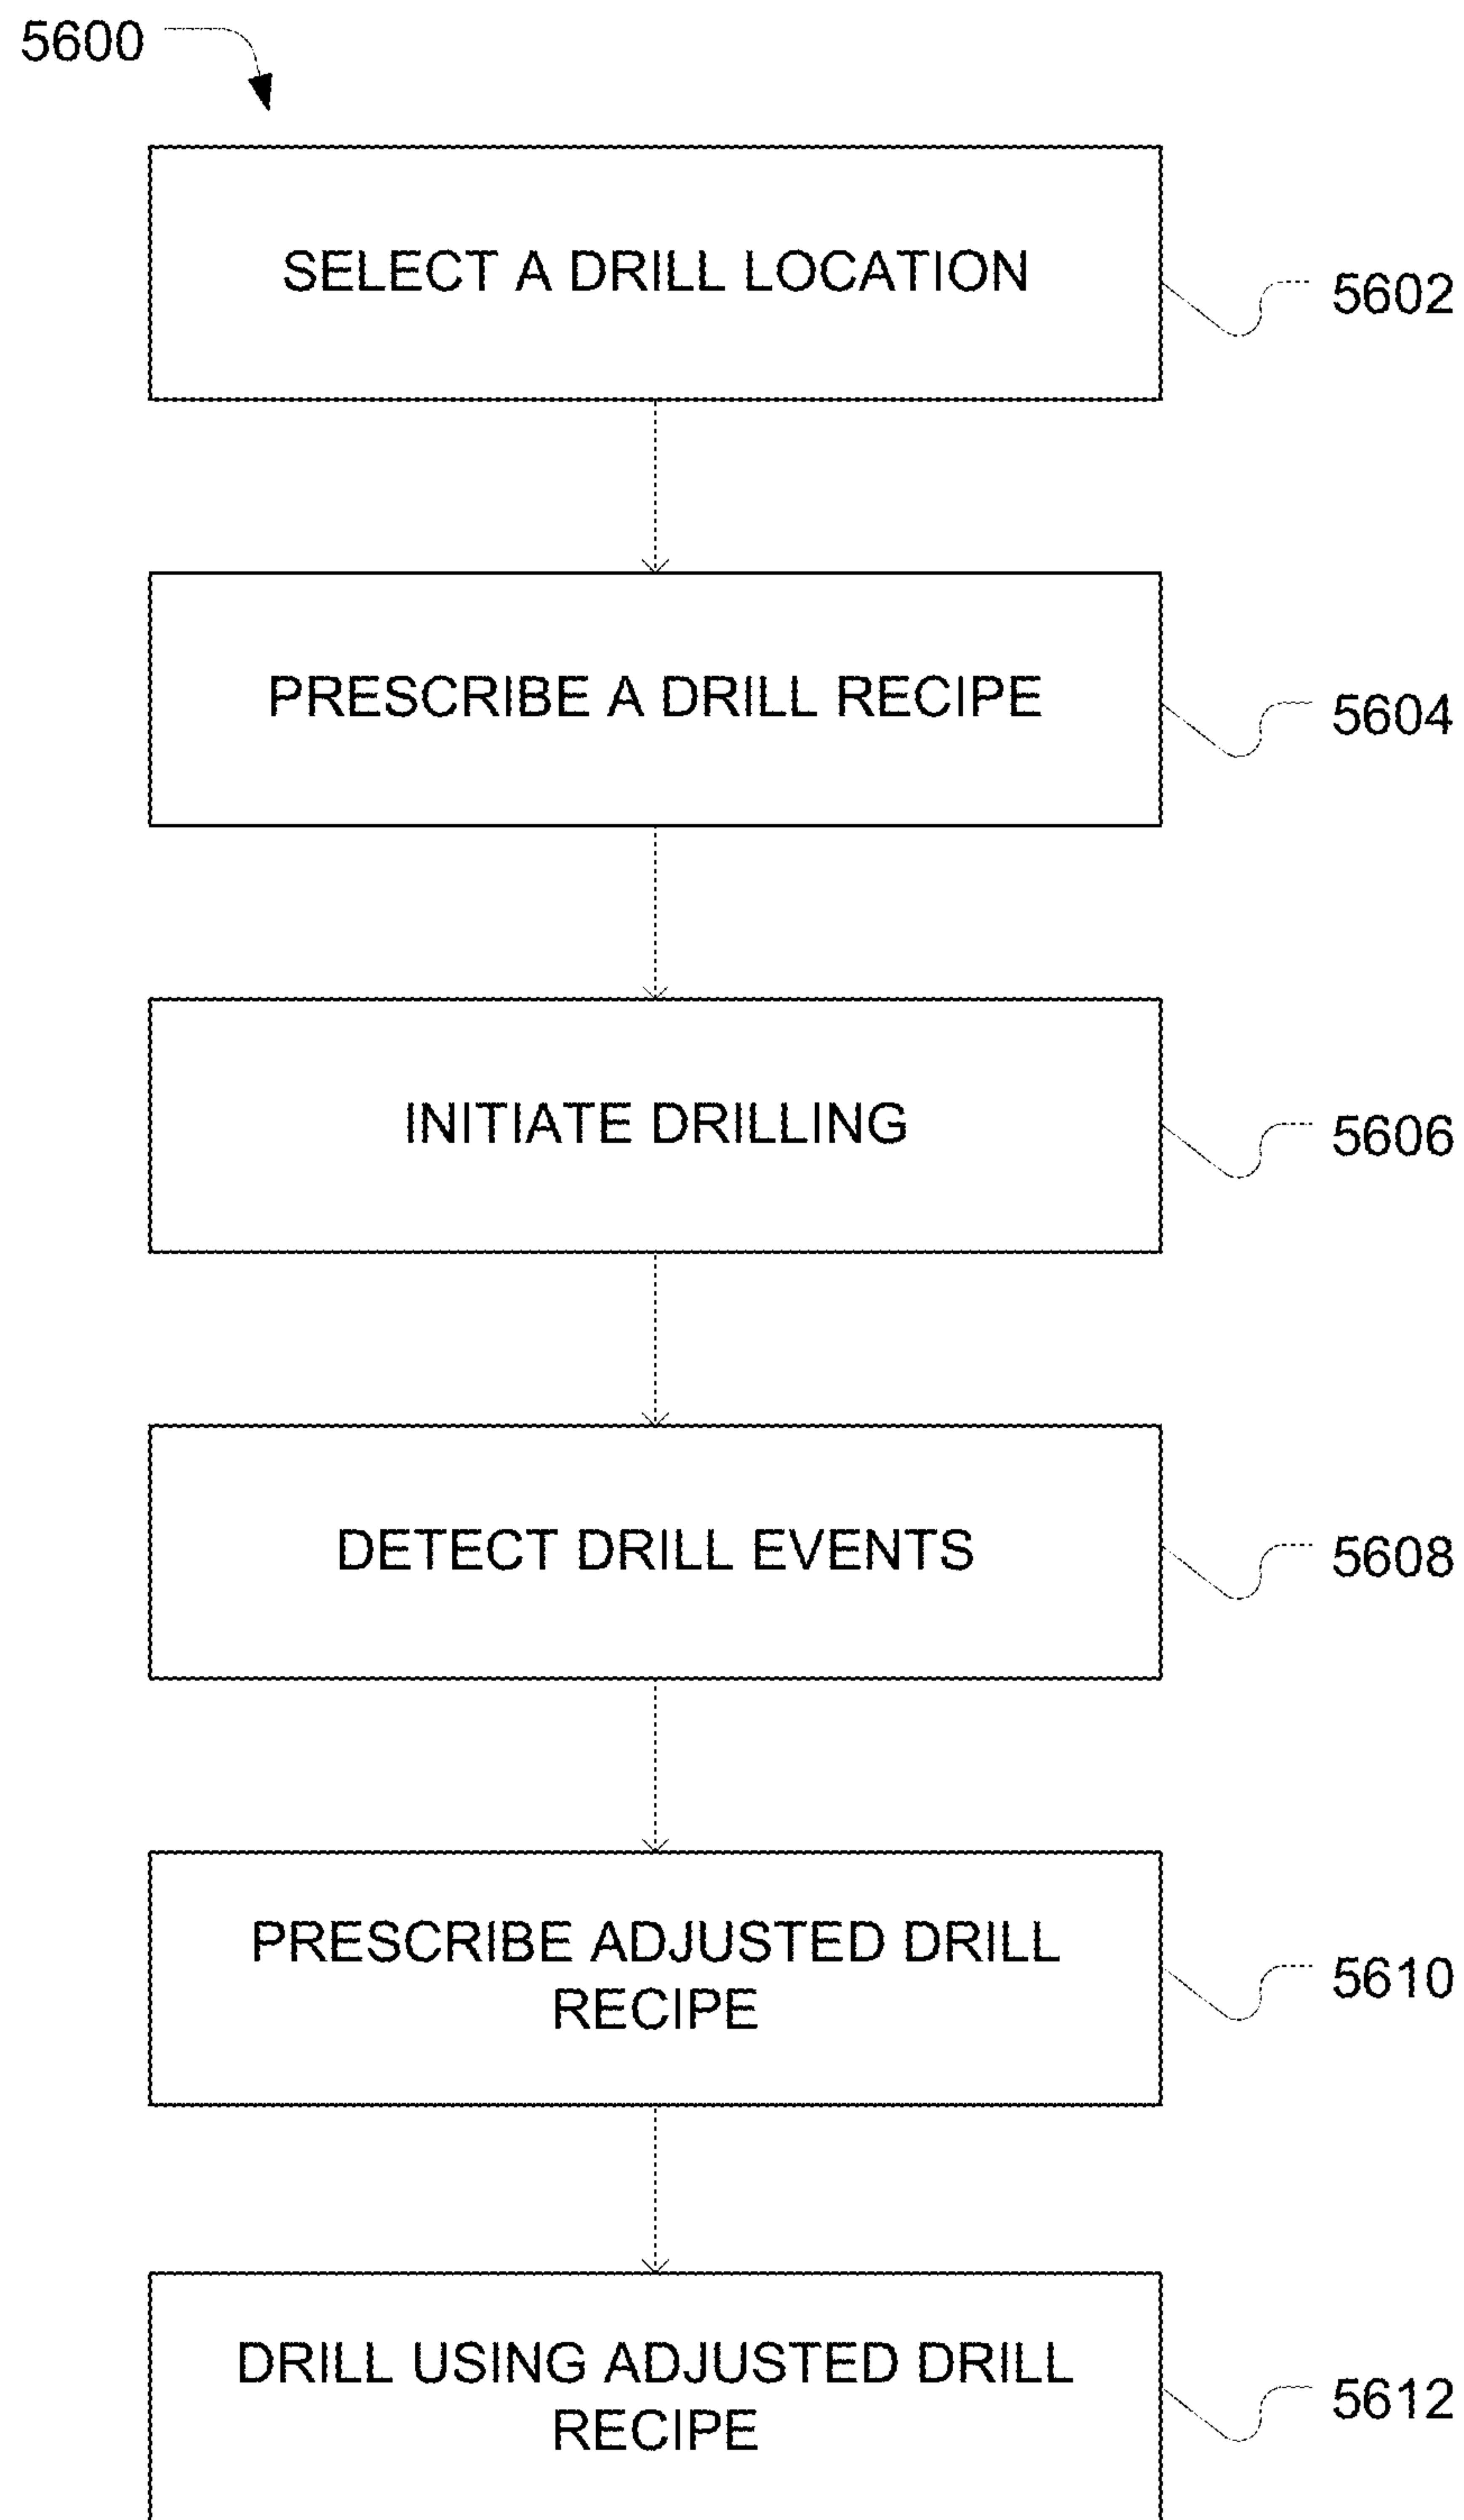 5600
SELECT A DRILL LOCATION
5602
PRESCRIBE A DRILL RECIPE
5604
INITIATE DRILLING
5606
DETECT DRILL EVENTS
5608
PRESCRIBE ADJUSTED DRILL
RECIPE
5610
DRILL USING ADJUSTED DRILL
RECIPE
5612